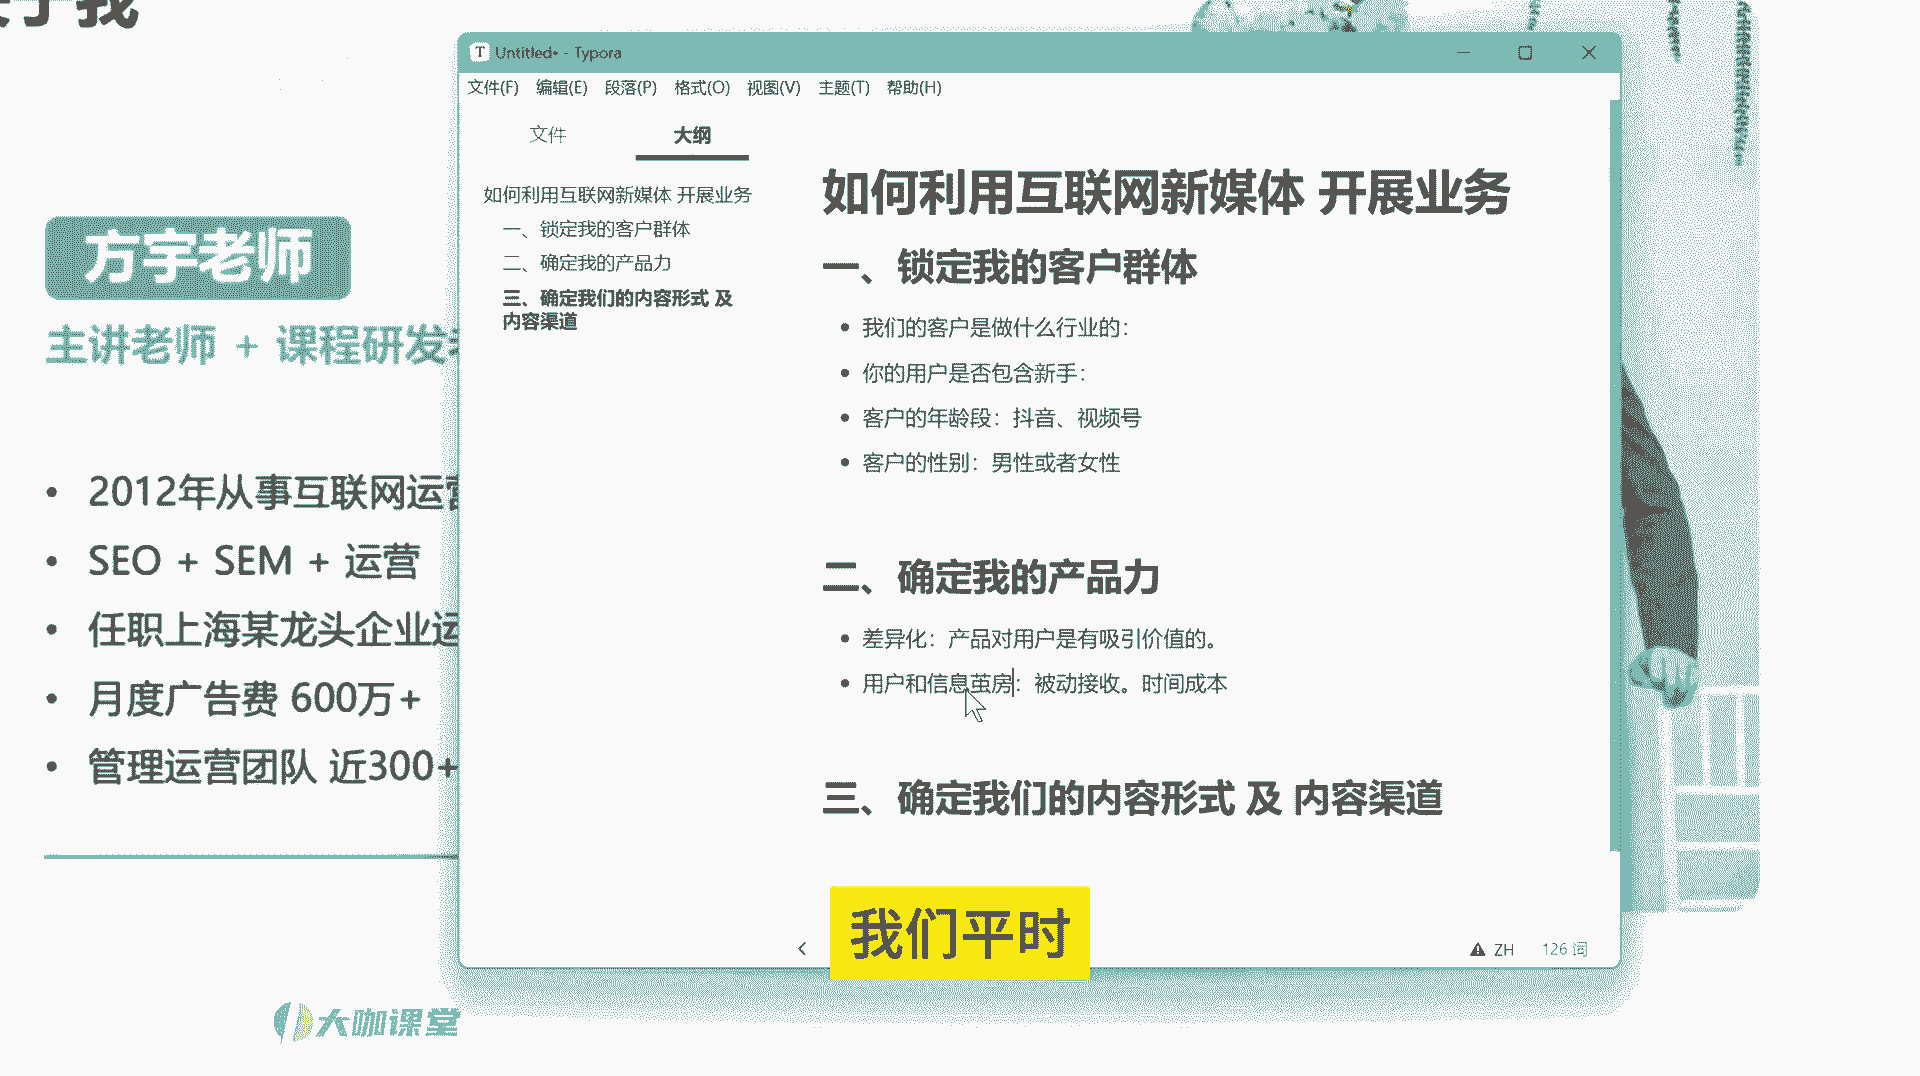 关于我
Untitled• - Typora
文件(F) 编辑(E) 段落(P) 格式(O) 视图(V) 主题(T) 帮助(H)
文件 大纲
如何利用互联网新媒体 开展业务
一、锁定我的客户群体
二、确定我的产品力
三、确定我们的内容形式 及
内容渠道
如何利用互联网新媒体 开展业务
一、锁定我的客户群体
我们的客户是做什么行业的：
你的用户是否包含新手：
客户的年龄段：抖音、视频号
客户的性别：男性或者女性
二、确定我的产品力
差异化：产品对用户是有吸引价值的。
用户和信息茧房：被动接收。时间成本
三、确定我们的内容形式 及 内容渠道
ZH 126 词
方宇老师
主讲老师 + 课程研发
2012年从事互联网运营
SEO + SEM + 运营
任职上海某龙头企业运
月度广告费 600万+
管理运营团队 近300+
我们平时
大咖课堂